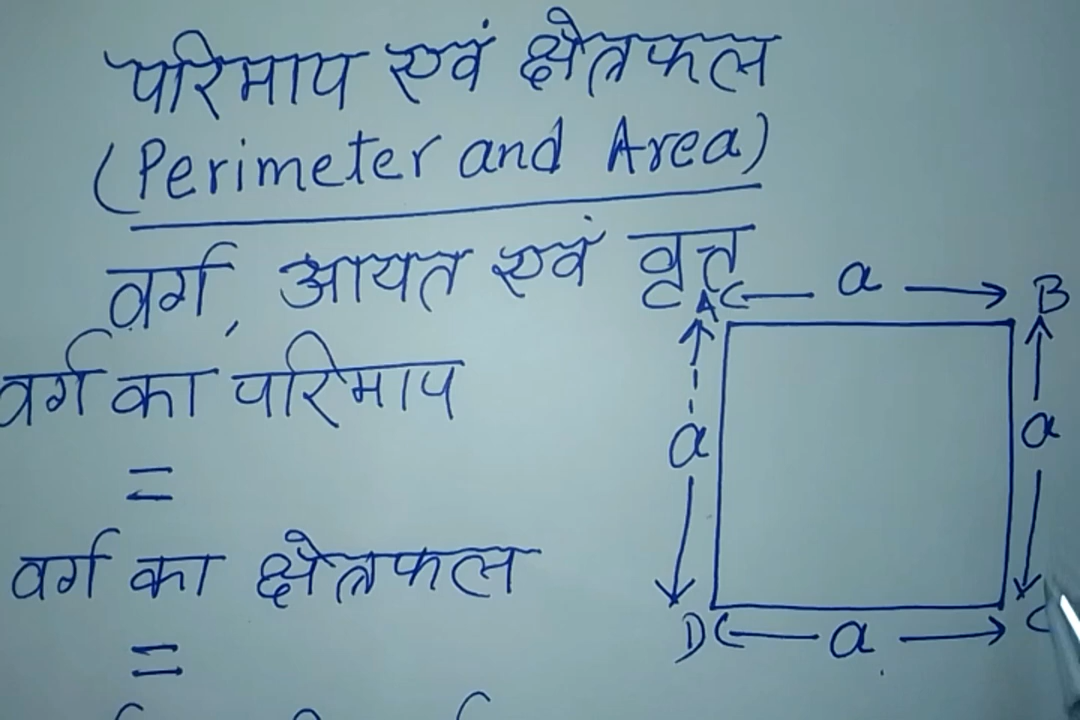 परिमाप एवं क्षेत्रफल
(Perimeter and Area)
वर्ग, आयत एवं वृत्त
A a B
वर्ग का परिमाप
=
a a
वर्ग का क्षेत्रफल
=
D a C